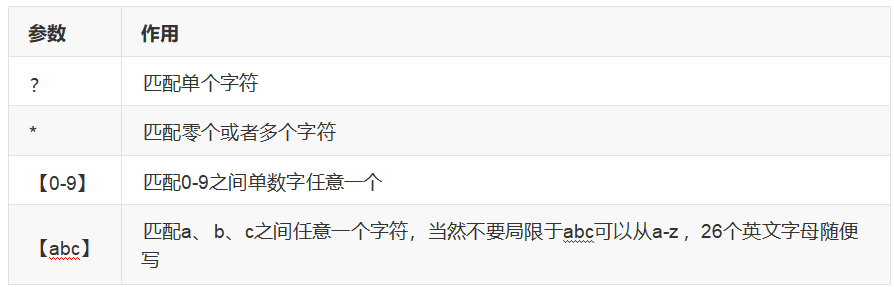 参数 作用
? 匹配单个字符
* 匹配零个或者多个字符
【0-9】 匹配0-9之间单数字任意一个
【abc】 匹配a、b、c之间任意一个字符，当然不要局限于abc可以从a-z ，26个英文字母随便
写